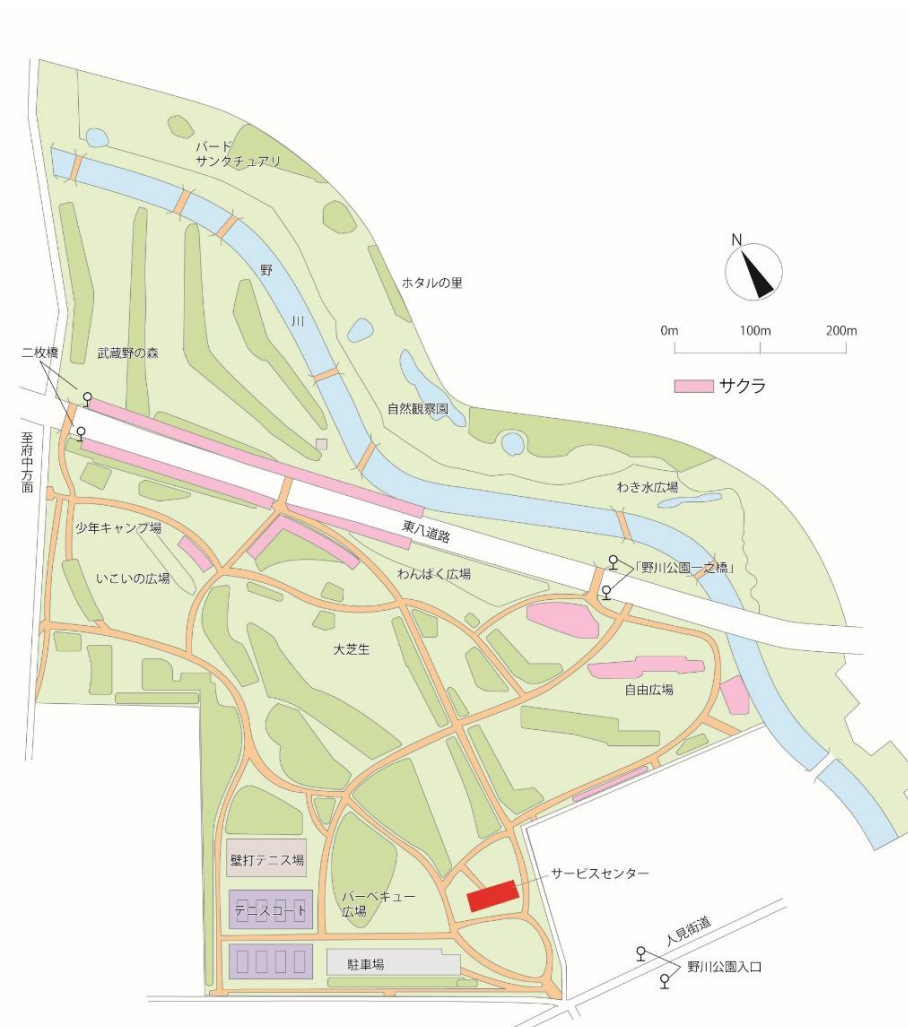 バード
サンクチュアリ
N
ホタルの里
野
川
0m 100m 200m
二枚橋
武蔵野の森
サクラ
自然観察園
至府中方面
わき水広場
少年キャンプ場
東八道路
いこいの広場
わんぱく広場
「野川公園一之橋」
大芝生
自由広場
壁打テニス場
サービスセンター
テニスコート
バーベキュー
広場
人見街道
駐車場
野川公園入口